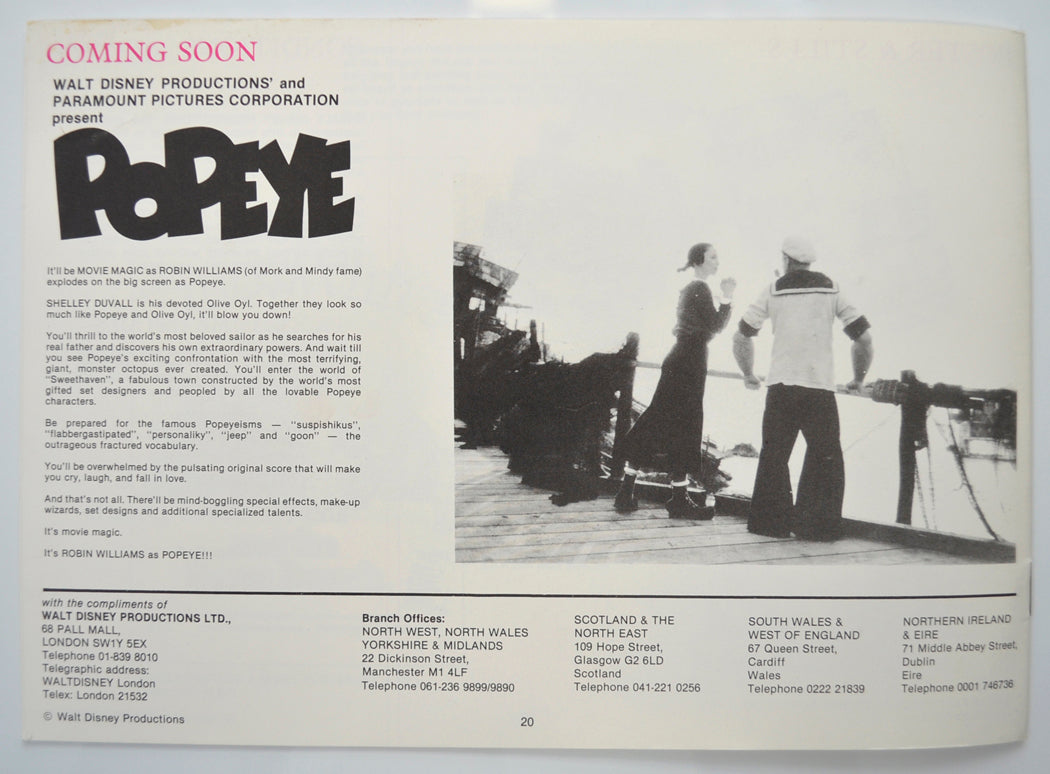 COMING SOON
WALT DISNEY PRODUCTIONS' and
PARAMOUNT PICTURES CORPORATION
present
POPEYE
It'll be MOVIE MAGIC as ROBIN WILLIAMS (of Mork and Mindy fame)
explodes on the big screen as Popeye.
SHELLEY DUVALL is his devoted Olive Oyl. Together they look so
much like Popeye and Olive Oyl, it'll blow you down!
You'll thrill to the world's most beloved sailor as he searches for his
real father and discovers his own extraordinary powers. And wait till
you see Popeye's exciting confrontation with the most terrifying,
giant, monster octopus ever created. You'll enter the world of
"Sweethaven", a fabulous town constructed by the world's most
gifted set designers and peopled by all the lovable Popeye
characters.
Be prepared for the famous Popeyeisms — "suspishikus",
"flabbergastipated", "personaliky", "jeep" and "goon" — the
outrageous fractured vocabulary.
You'll be overwhelmed by the pulsating original score that will make
you cry, laugh, and fall in love.
And that's not all. There'll be mind-boggling special effects, make-up
wizards, set designs and additional specialized talents.
It's movie magic.
It's ROBIN WILLIAMS as POPEYE!!!
with the compliments of
WALT DISNEY PRODUCTIONS LTD.,
68 PALL MALL,
LONDON SW1Y 5EX
Telephone 01-839 8010
Telegraphic address:
WALTDISNEY London
Telex: London 21532
Branch Offices:
NORTH WEST, NORTH WALES
YORKSHIRE & MIDLANDS
22 Dickinson Street,
Manchester M1 4LF
Telephone 061-236 9899/9890
SCOTLAND & THE
NORTH EAST
109 Hope Street,
Glasgow G2 6LD
Scotland
Telephone 041-221 0256
SOUTH WALES &
WEST OF ENGLAND
67 Queen Street,
Cardiff
Wales
Telephone 0222 21839
NORTHERN IRELAND
& EIRE
71 Middle Abbey Street,
Dublin
Eire
Telephone 0001 746736
© Walt Disney Productions
20